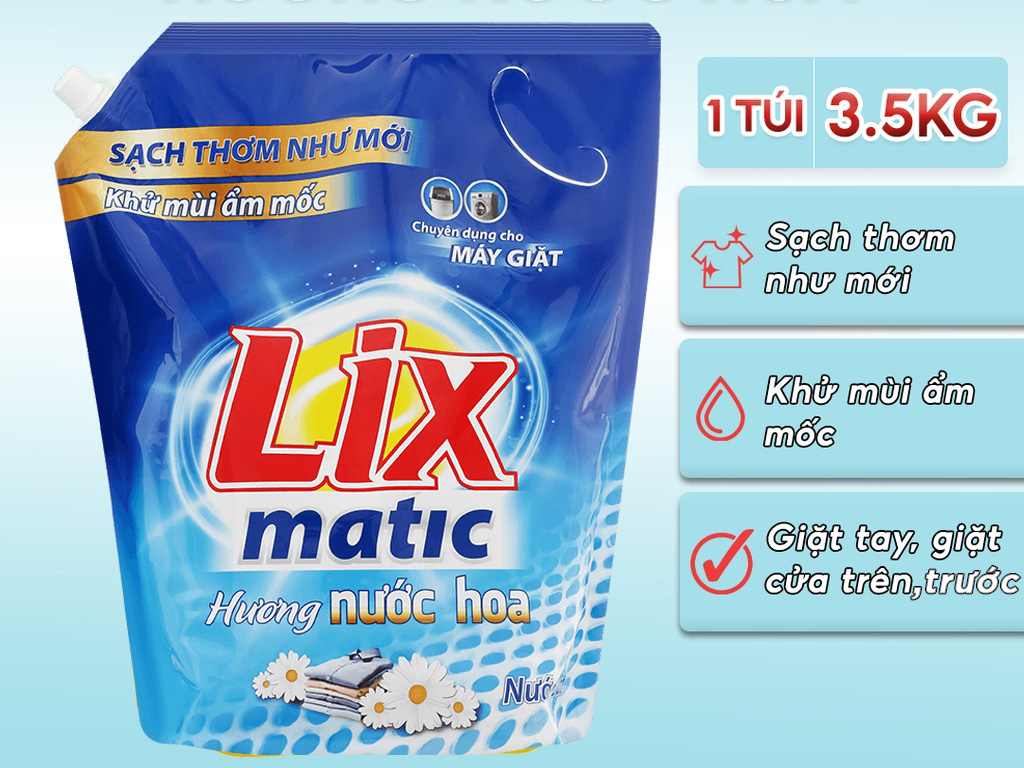 SẠCH THƠM NHƯ MỚI
Khử mùi ẩm mốc
Chuyên dụng cho
MÁY GIẶT
Lix
matic
Hương nước hoa
1 TÚI 3.5KG
Sạch thơm
như mới
Khử mùi ẩm
mốc
Giặt tay, giặt
cửa trên,trước